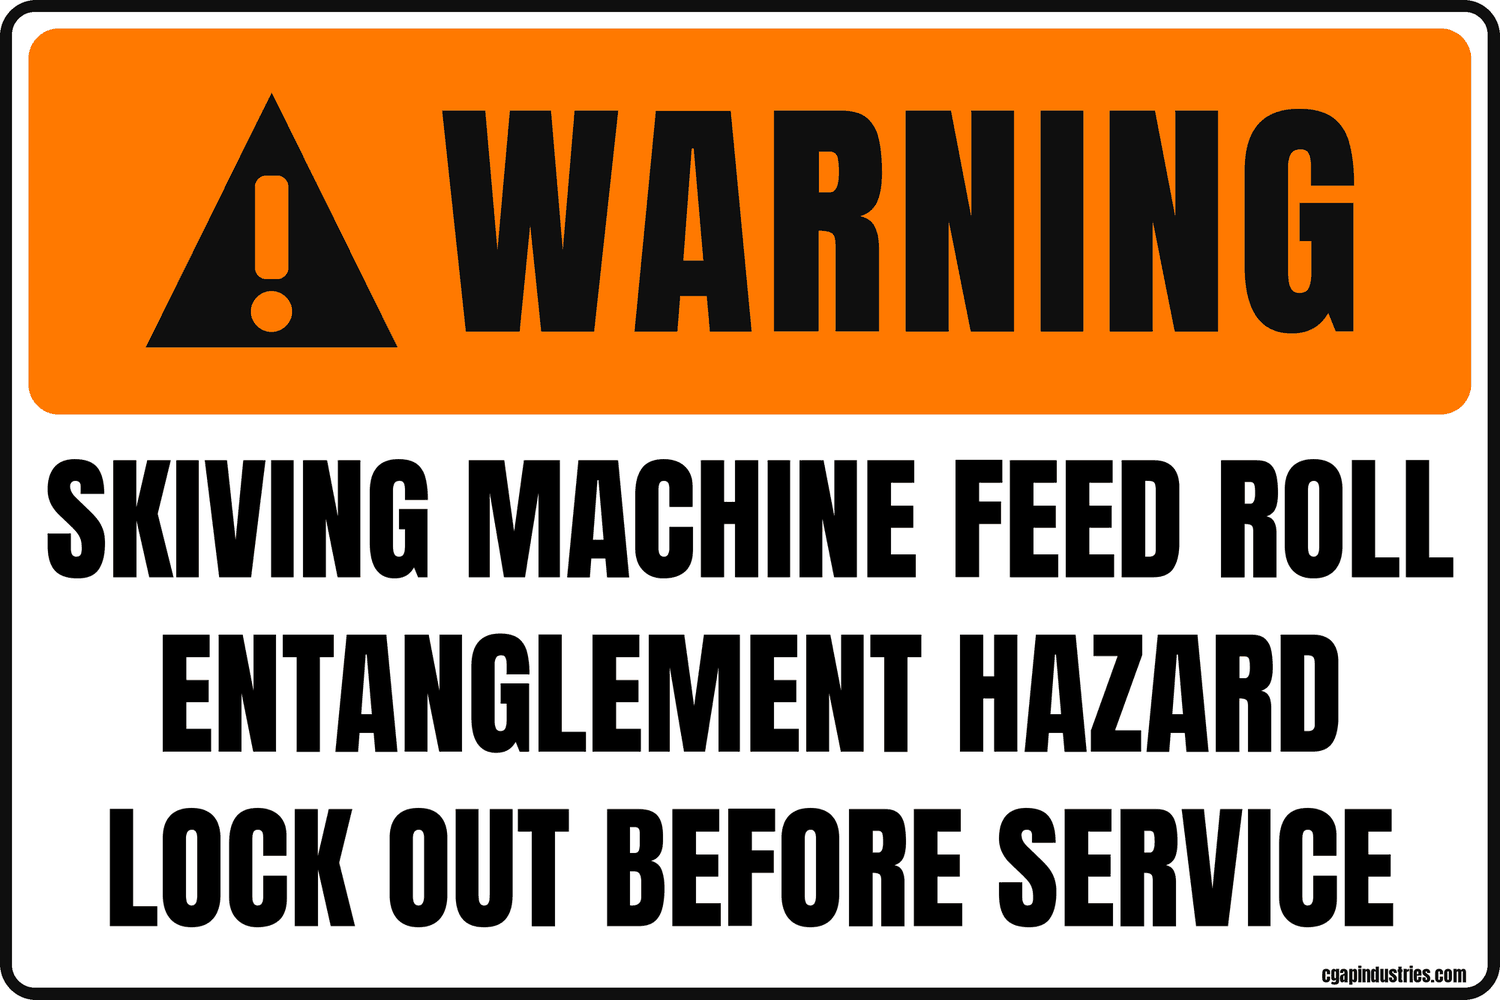 WARNING
SKIVING MACHINE FEED ROLL
ENTANGLEMENT HAZARD
LOCK OUT BEFORE SERVICE
cgapindustries.com